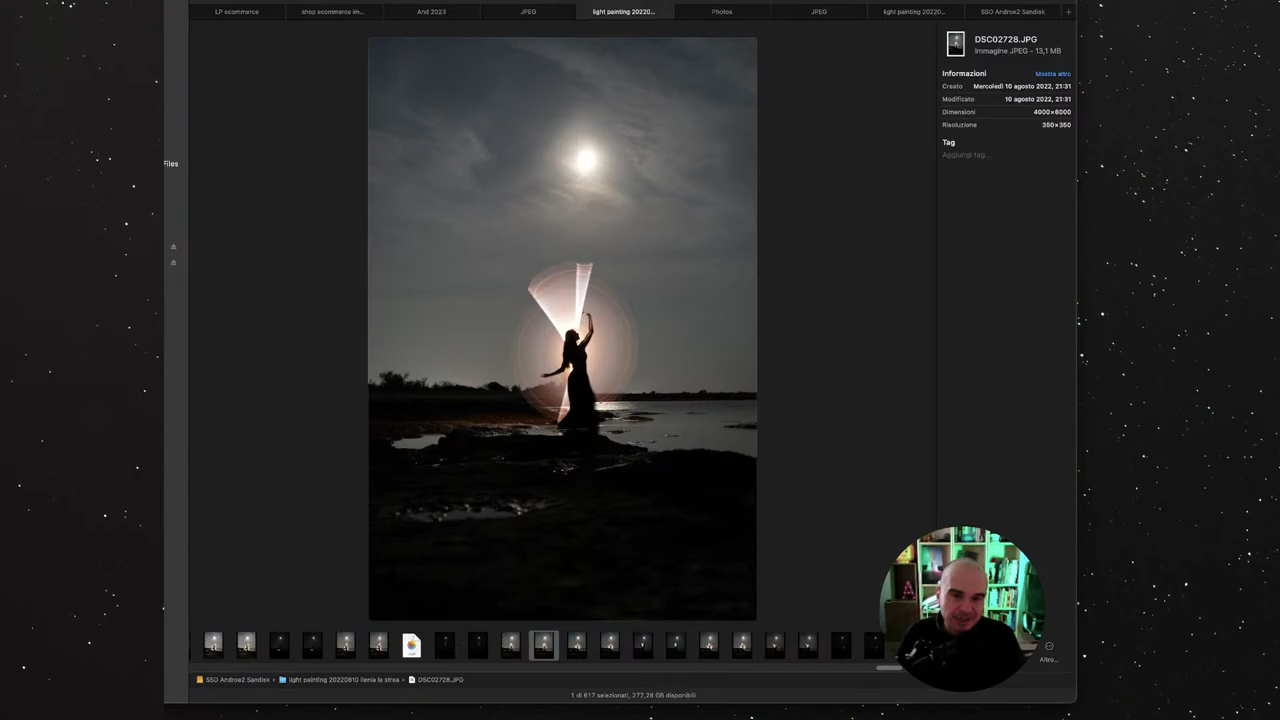 LP ecommerce
shop ecommerce im...
And 2023
JPEG
light painting 20220...
Photos
JPEG
light painting 20220...
SSO Androe2 Sandisk
DSC02728.JPG
Immagine JPEG - 13,1 MB
Informazioni
Mostra altro
Creato Mercoledì 10 agosto 2022, 21:31
Modificato 10 agosto 2022, 21:31
Dimensioni 4000×6000
Risoluzione 350×350
Tag
Aggiungi tag...
Files
Altro...
SSO Androe2 Sandisk › light painting 20220810 Ilenia la strea › DSC02728.JPG
1 di 617 selezionati, 277,28 GB disponibili